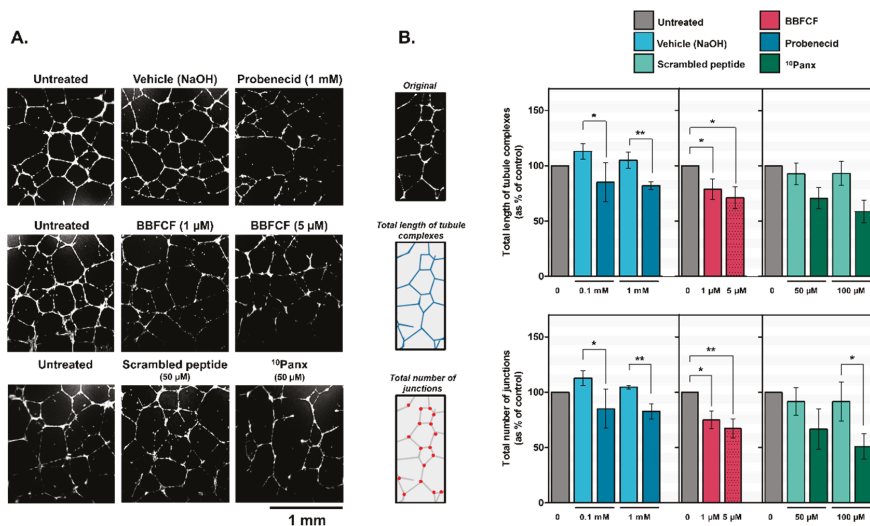 A.
Untreated
Vehicle (NaOH)
Probenecid (1 mM)
Untreated
BBFCF (1 µM)
BBFCF (5 µM)
Untreated
Scrambled peptide
(50 µM)
¹⁰Panx
(50 µM)
1 mm
B.
Original
Total length of tubule
complexes
Total number of
junctions
Untreated
Vehicle (NaOH)
Scrambled peptide
BBFCF
Probenecid
¹⁰Panx
Total length of tubule complexes
(as % of control)
150
100
50
0
* ** * *
0 0.1 mM 1 mM 0 1 µM 5 µM 0 50 µM 100 µM
Total number of junctions
(as % of control)
150
100
50
0
* ** * ** *
0 0.1 mM 1 mM 0 1 µM 5 µM 0 50 µM 100 µM